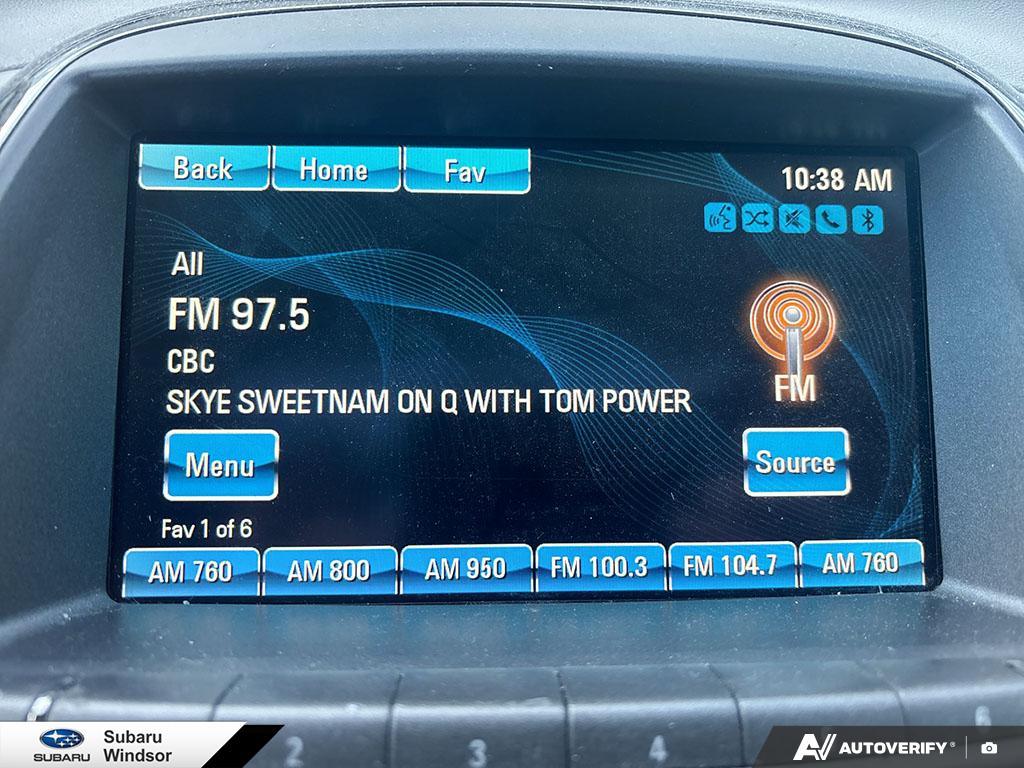 Back Home Fav
10:38 AM
All
FM 97.5
CBC
SKYE SWEETNAM ON Q WITH TOM POWER
FM
Menu
Source
Fav 1 of 6
AM 760 AM 800 AM 950 FM 100.3 FM 104.7 AM 760
2 3 4 6
SUBARU
Subaru
Windsor
AUTOVERIFY®